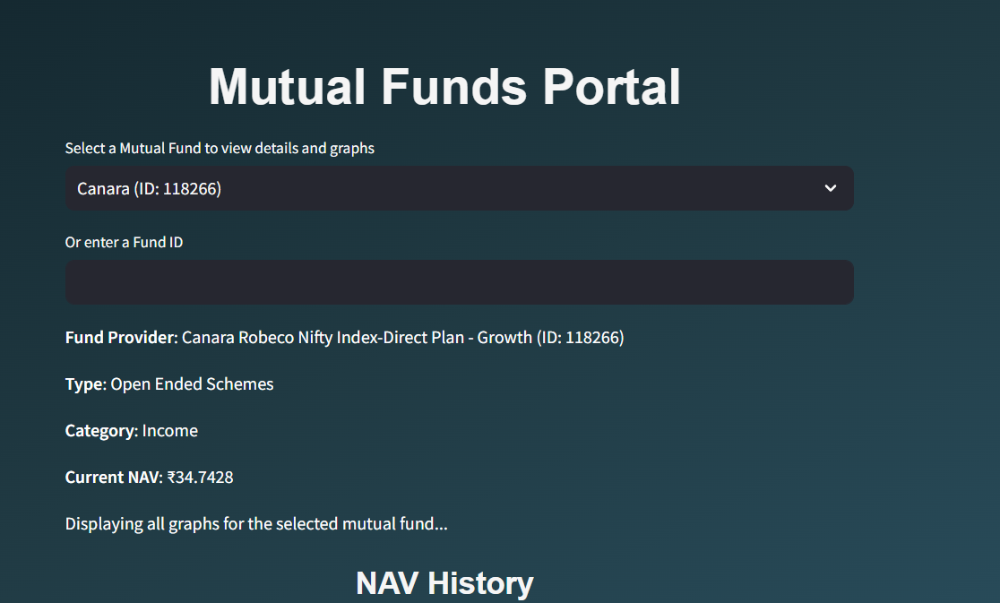 Mutual Funds Portal
Select a Mutual Fund to view details and graphs
Canara (ID: 118266)
Or enter a Fund ID
Fund Provider: Canara Robeco Nifty Index-Direct Plan - Growth (ID: 118266)
Type: Open Ended Schemes
Category: Income
Current NAV: ₹34.7428
Displaying all graphs for the selected mutual fund...
NAV History